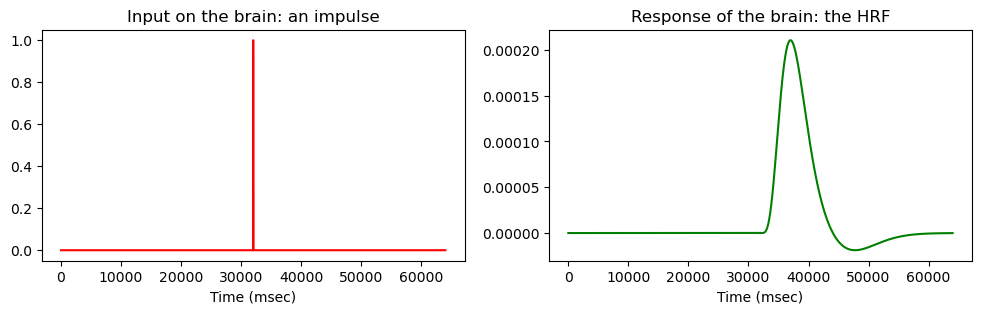 Input on the brain: an impulse
1.0
0.8
0.6
0.4
0.2
0.0
0 10000 20000 30000 40000 50000 60000
Time (msec)
Response of the brain: the HRF
0.00020
0.00015
0.00010
0.00005
0.00000
0 10000 20000 30000 40000 50000 60000
Time (msec)